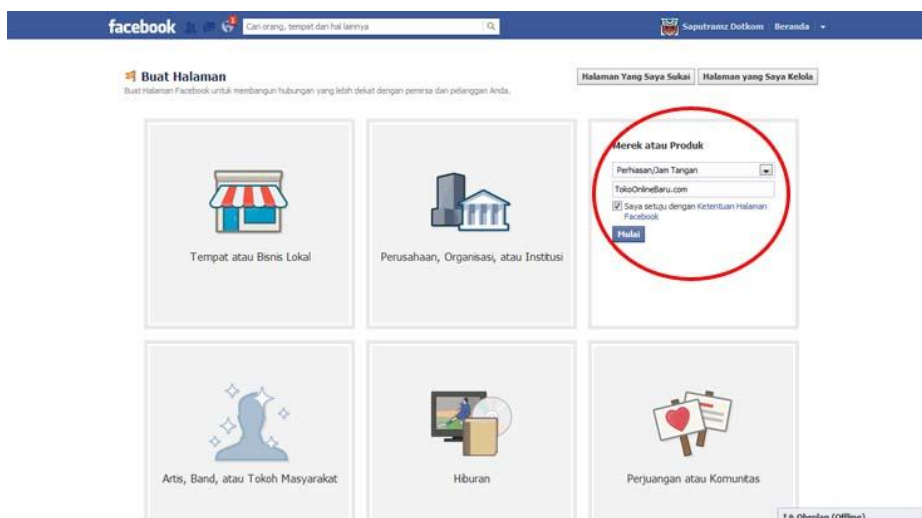 facebook
Cari orang, tempat dan hal lainnya
Saputramz Dotkom Beranda
Buat Halaman
Buat Halaman Facebook untuk membangun hubungan yang lebih dekat dengan pemirsa dan pelanggan Anda.
Halaman Yang Saya Sukai
Halaman yang Saya Kelola
Tempat atau Bisnis Lokal
Perusahaan, Organisasi, atau Institusi
Merek atau Produk
Perhiasan/Jam Tangan
TokoOnlineBaru.com
Saya setuju dengan Ketentuan Halaman
Facebook
Mulai
Artis, Band, atau Tokoh Masyarakat
Hiburan
Perjuangan atau Komunitas
Obrolan (Offline)